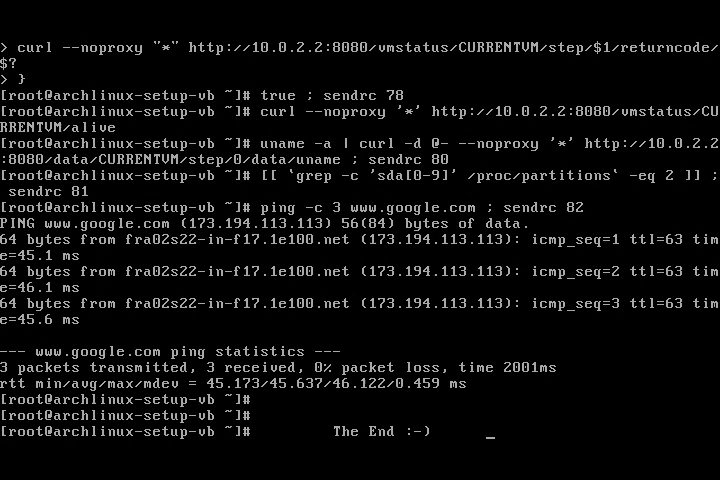 > curl --noproxy "*" http://10.0.2.2:8080/vmstatus/CURRENTVM/step/$1/returncode/
$?
> }
[root@archlinux-setup-vb ~]# true ; sendrc 78
[root@archlinux-setup-vb ~]# curl --noproxy '*' http://10.0.2.2:8080/vmstatus/CU
RRENTVM/alive
[root@archlinux-setup-vb ~]# uname -a | curl -d @- --noproxy '*' http://10.0.2.2
:8080/data/CURRENTVM/step/0/data/uname ; sendrc 80
[root@archlinux-setup-vb ~]# [[ `grep -c 'sda[0-9]' /proc/partitions` -eq 2 ]] ;
 sendrc 81
[root@archlinux-setup-vb ~]# ping -c 3 www.google.com ; sendrc 82
PING www.google.com (173.194.113.113) 56(84) bytes of data.
64 bytes from fra02s22-in-f17.1e100.net (173.194.113.113): icmp_seq=1 ttl=63 tim
e=45.1 ms
64 bytes from fra02s22-in-f17.1e100.net (173.194.113.113): icmp_seq=2 ttl=63 tim
e=46.1 ms
64 bytes from fra02s22-in-f17.1e100.net (173.194.113.113): icmp_seq=3 ttl=63 tim
e=45.6 ms
--- www.google.com ping statistics ---
3 packets transmitted, 3 received, 0% packet loss, time 2001ms
rtt min/avg/max/mdev = 45.173/45.637/46.122/0.459 ms
[root@archlinux-setup-vb ~]#
[root@archlinux-setup-vb ~]#
[root@archlinux-setup-vb ~]#          The End :-)       _